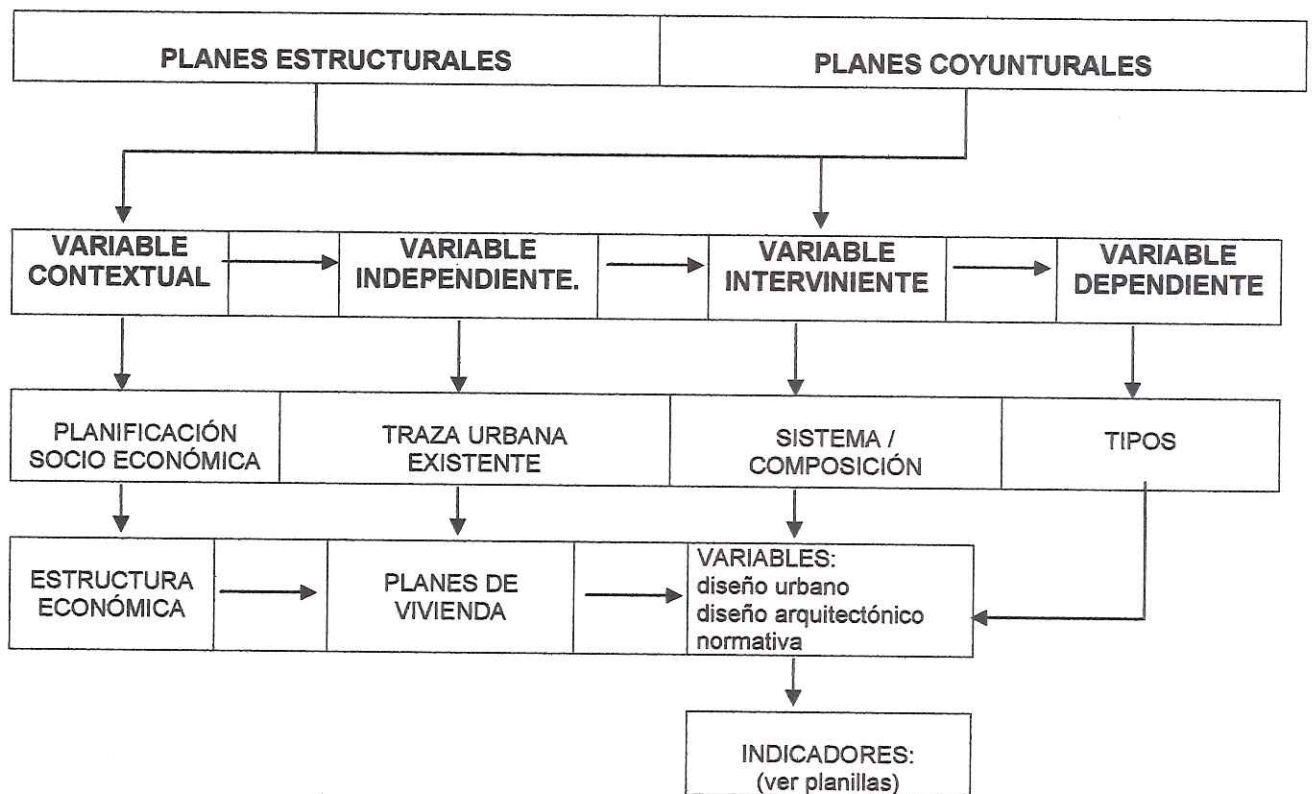 PLANES ESTRUCTURALES
PLANES COYUNTURALES
VARIABLE
CONTEXTUAL
VARIABLE
INDEPENDIENTE.
VARIABLE
INTERVINIENTE
VARIABLE
DEPENDIENTE
PLANIFICACIÓN
SOCIO ECONÓMICA
TRAZA URBANA
EXISTENTE
SISTEMA /
COMPOSICIÓN
TIPOS
ESTRUCTURA
ECONÓMICA
PLANES DE
VIVIENDA
VARIABLES:
diseño urbano
diseño arquitectónico
normativa
INDICADORES:
(ver planillas)